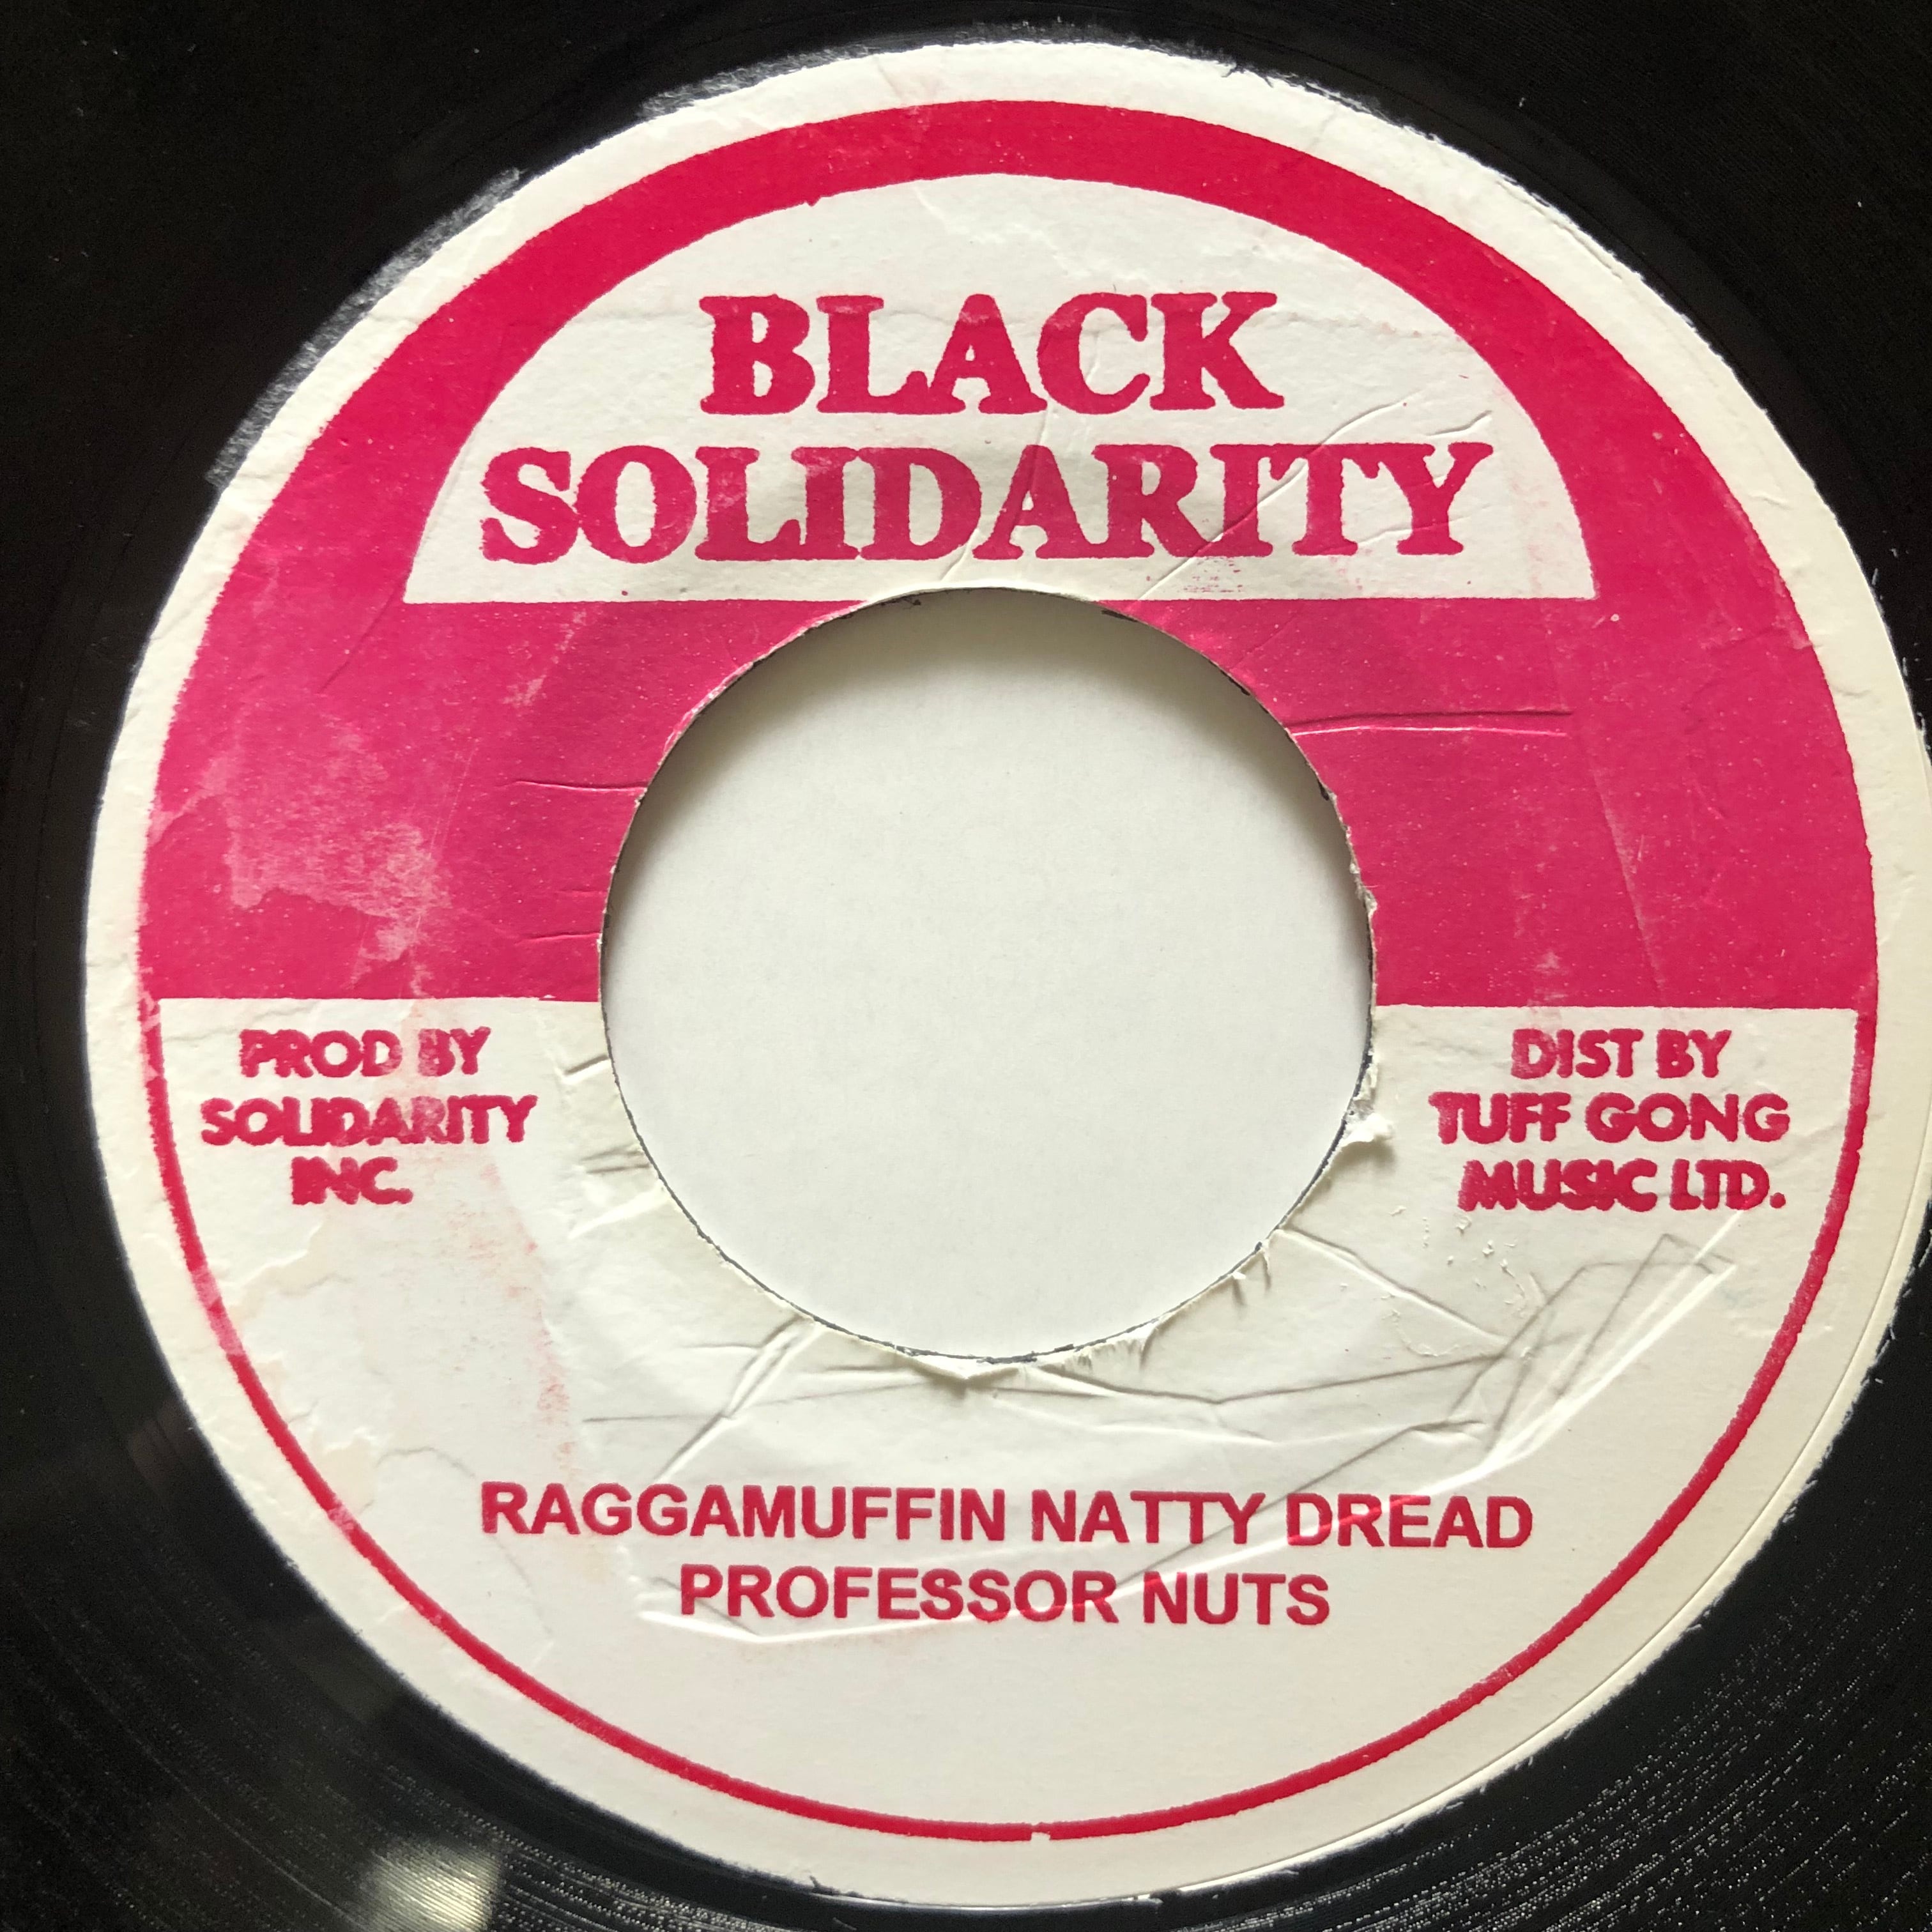 BLACK
SOLIDARITY
PROD BY
SOLIDARITY
INC.
DIST BY
TUFF GONG
MUSIC LTD.
RAGGAMUFFIN NATTY DREAD
PROFESSOR NUTS